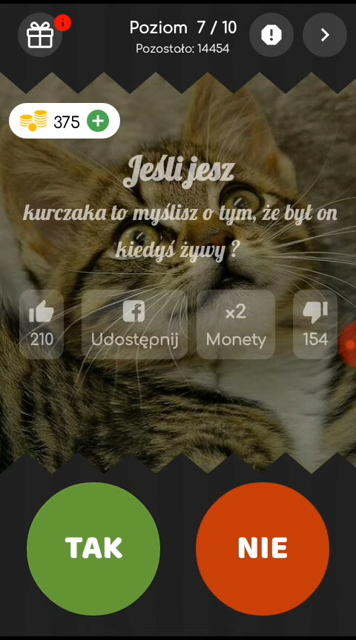 Poziom 7 / 10
Pozostało: 14454
375
Jeśli jesz
kurczaka to myślisz o tym, że był on
kiedyś żywy ?
210
Udostępnij
x2
Monety
154
TAK
NIE